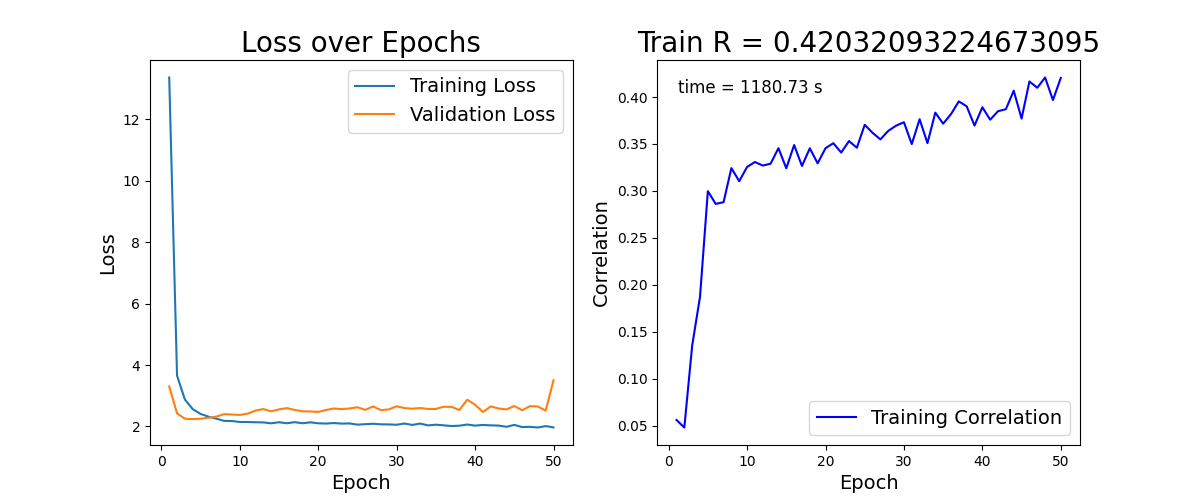 Loss over Epochs
Training Loss
Validation Loss
12
10
8
6
4
2
Loss
0
10
20
30
40
50
Epoch
Train R = 0.42032093224673095
time = 1180.73 s
0.40
0.35
0.30
0.25
0.20
0.15
0.10
0.05
Correlation
Training Correlation
0
10
20
30
40
50
Epoch